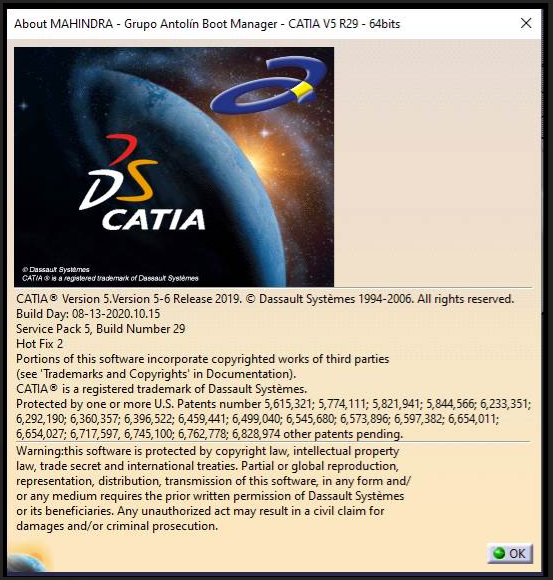 About MAHINDRA - Grupo Antolín Boot Manager - CATIA V5 R29 - 64bits
DS
CATIA
© Dassault Systèmes
CATIA ® is a registered trademark of Dassault Systèmes
CATIA® Version 5.Version 5-6 Release 2019. © Dassault Systèmes 1994-2006. All rights reserved.
Build Day: 08-13-2020.10.15
Service Pack 5, Build Number 29
Hot Fix 2
Portions of this software incorporate copyrighted works of third parties
(see 'Trademarks and Copyrights' in Documentation).
CATIA® is a registered trademark of Dassault Systèmes.
Protected by one or more U.S. Patents number 5,615,321; 5,774,111; 5,821,941; 5,844,566; 6,233,351;
6,292,190; 6,360,357; 6,396,522; 6,459,441; 6,499,040; 6,545,680; 6,573,896; 6,597,382; 6,654,011;
6,654,027; 6,717,597, 6,745,100; 6,762,778; 6,828,974 other patents pending.
Warning:this software is protected by copyright law, intellectual property
law, trade secret and international treaties. Partial or global reproduction,
representation, distribution, transmission of this software, in any form and/
or any medium requires the prior written permission of Dassault Systèmes
or its beneficiaries. Any unauthorized act may result in a civil claim for
damages and/or criminal prosecution.
OK